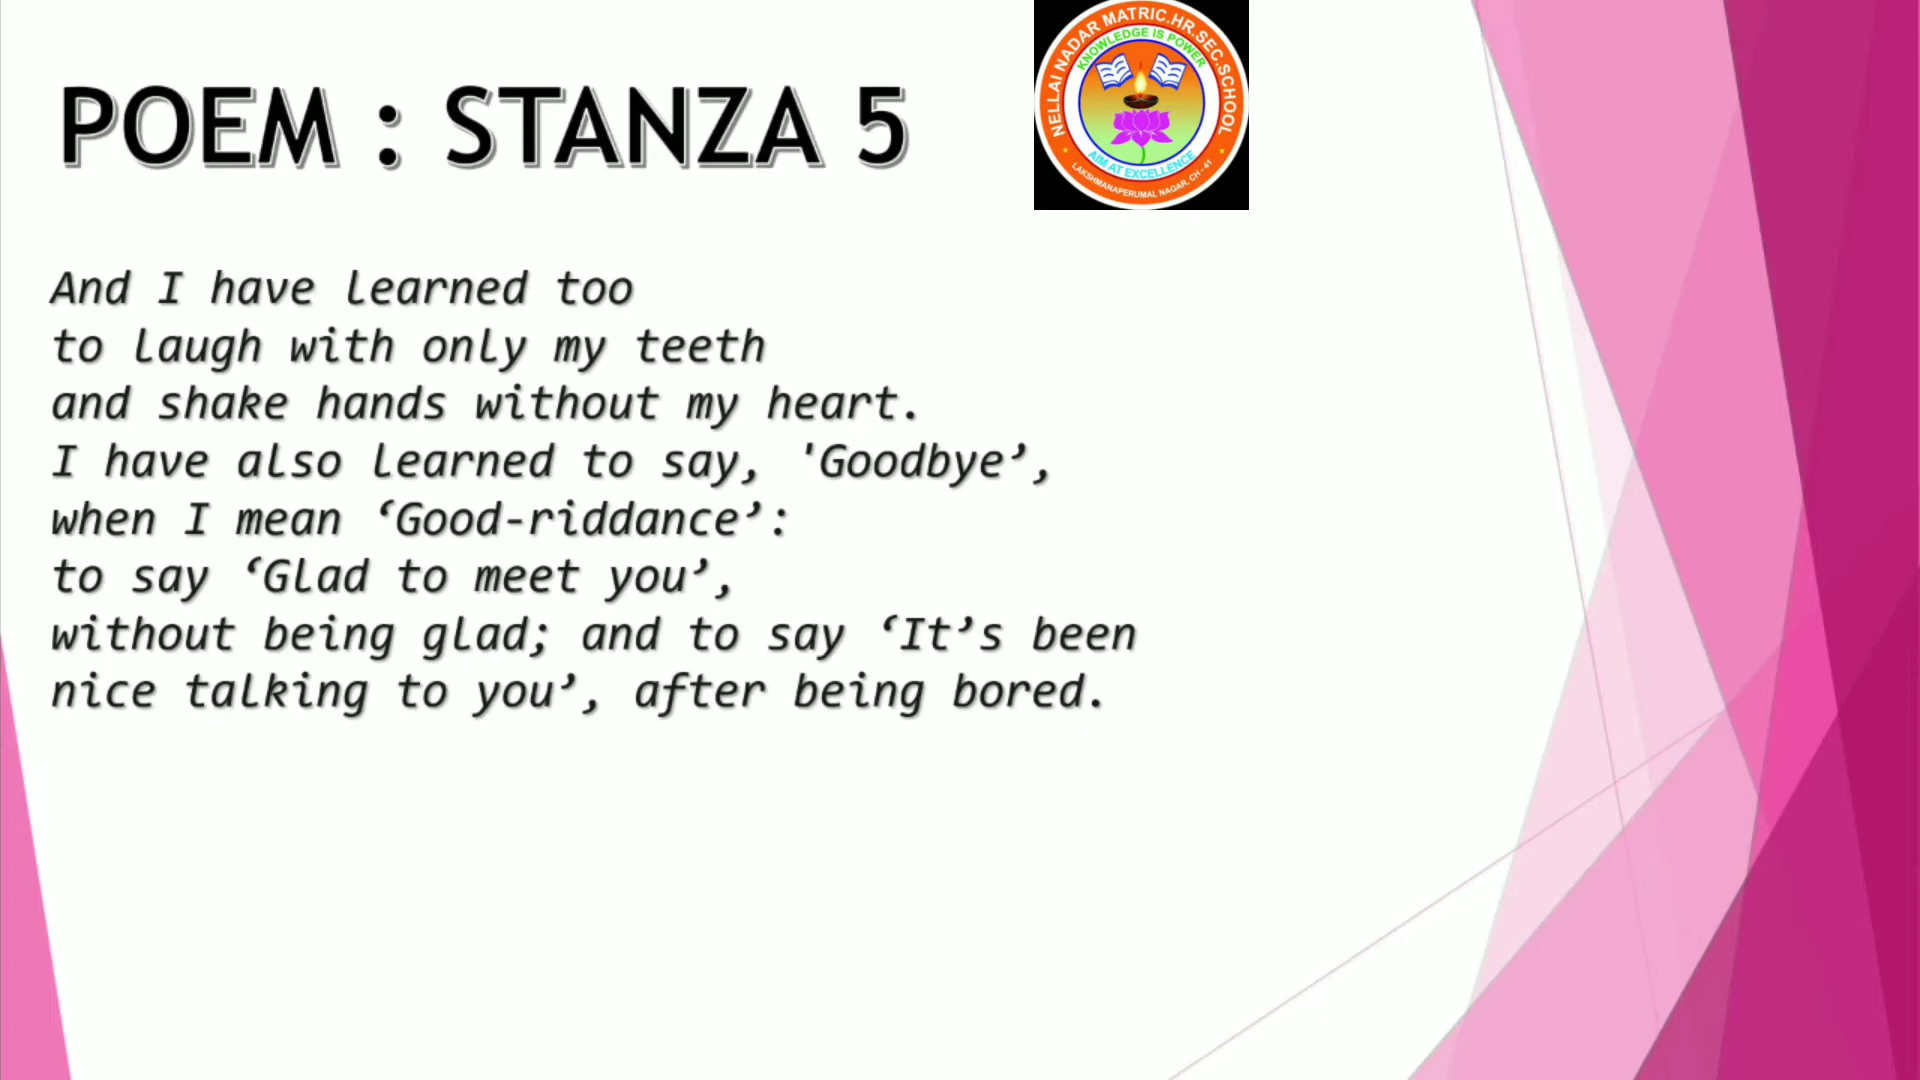 POEM : STANZA 5
NELLAI NADAR MATRIC.HR.SEC.SCHOOL
KNOWLEDGE IS POWER
AIM AT EXCELLENCE
LAKSHMANAPERUMAL NAGAR, CH - 41
And I have learned too
to laugh with only my teeth
and shake hands without my heart.
I have also learned to say, 'Goodbye’,
when I mean ‘Good-riddance’:
to say ‘Glad to meet you’,
without being glad; and to say ‘It’s been
nice talking to you’, after being bored.